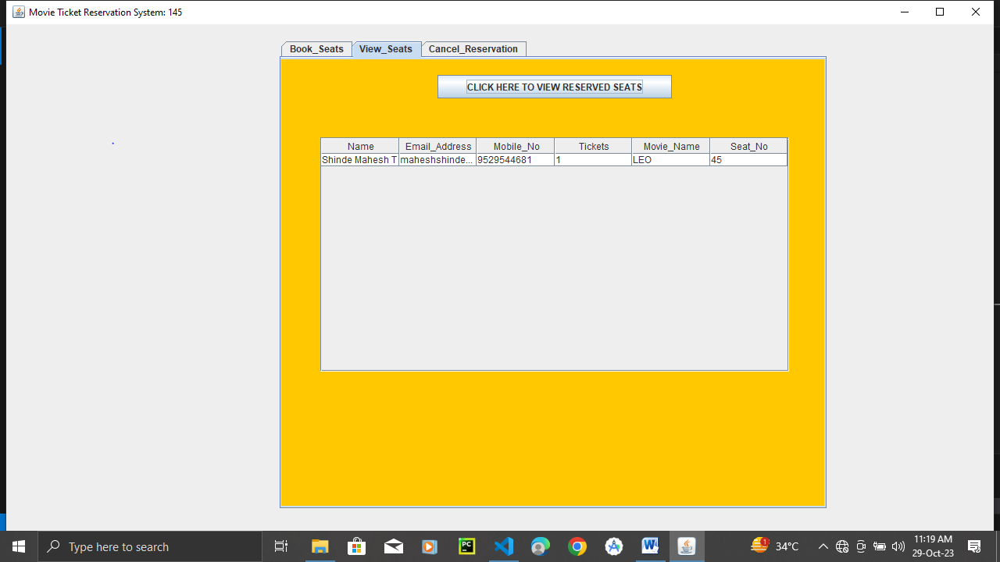 Movie Ticket Reservation System: 145
Book_Seats View_Seats Cancel_Reservation
CLICK HERE TO VIEW RESERVED SEATS
Name Email_Address Mobile_No Tickets Movie_Name Seat_No
Shinde Mahesh T maheshshinde... 9529544681 1 LEO 45
Type here to search
PC
1
34°C
11:19 AM
29-Oct-23